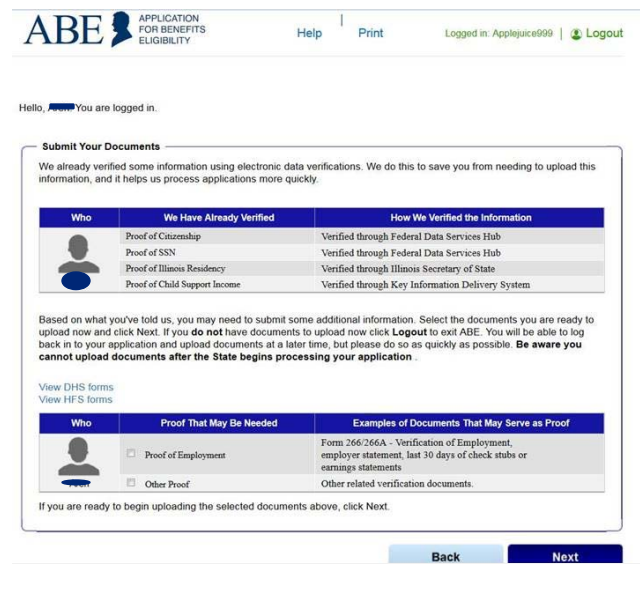 ABE APPLICATION FOR BENEFITS ELIGIBILITY
Help | Print
Logged in: Applejuice999 | Logout
Hello, You are logged in.
Submit Your Documents
We already verified some information using electronic data verifications. We do this to save you from needing to upload this
information, and it helps us process applications more quickly.
Who We Have Already Verified How We Verified the Information
Proof of Citizenship Verified through Federal Data Services Hub
Proof of SSN Verified through Federal Data Services Hub
Proof of Illinois Residency Verified through Illinois Secretary of State
Proof of Child Support Income Verified through Key Information Delivery System
Based on what you've told us, you may need to submit some additional information. Select the documents you are ready to
upload now and click Next. If you do not have documents to upload now click Logout to exit ABE. You will be able to log
back in to your application and upload documents at a later time, but please do so as quickly as possible. Be aware you
cannot upload documents after the State begins processing your application .
View DHS forms
View HFS forms
Who Proof That May Be Needed Examples of Documents That May Serve as Proof
Proof of Employment Form 266/266A - Verification of Employment,
employer statement, last 30 days of check stubs or
earnings statements
Other Proof Other related verification documents.
If you are ready to begin uploading the selected documents above, click Next.
Back Next